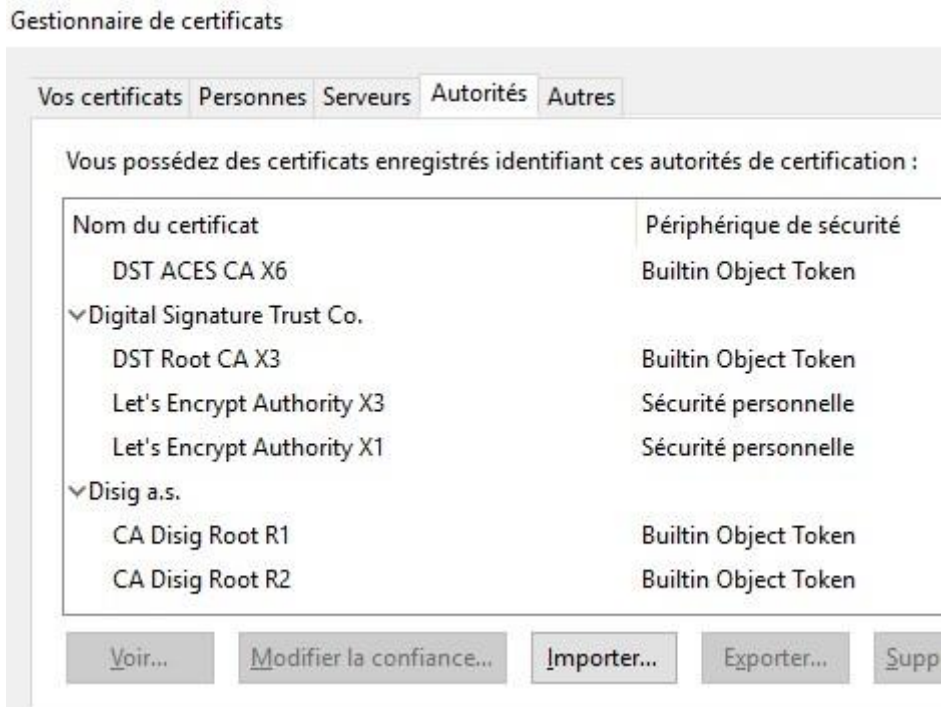 Gestionnaire de certificats
Vos certificats Personnes Serveurs Autorités Autres
Vous possédez des certificats enregistrés identifiant ces autorités de certification :
Nom du certificat Périphérique de sécurité
DST ACES CA X6 Builtin Object Token
Digital Signature Trust Co.
DST Root CA X3 Builtin Object Token
Let's Encrypt Authority X3 Sécurité personnelle
Let's Encrypt Authority X1 Sécurité personnelle
Disig a.s.
CA Disig Root R1 Builtin Object Token
CA Disig Root R2 Builtin Object Token
Voir... Modifier la confiance... Importer... Exporter... Supp